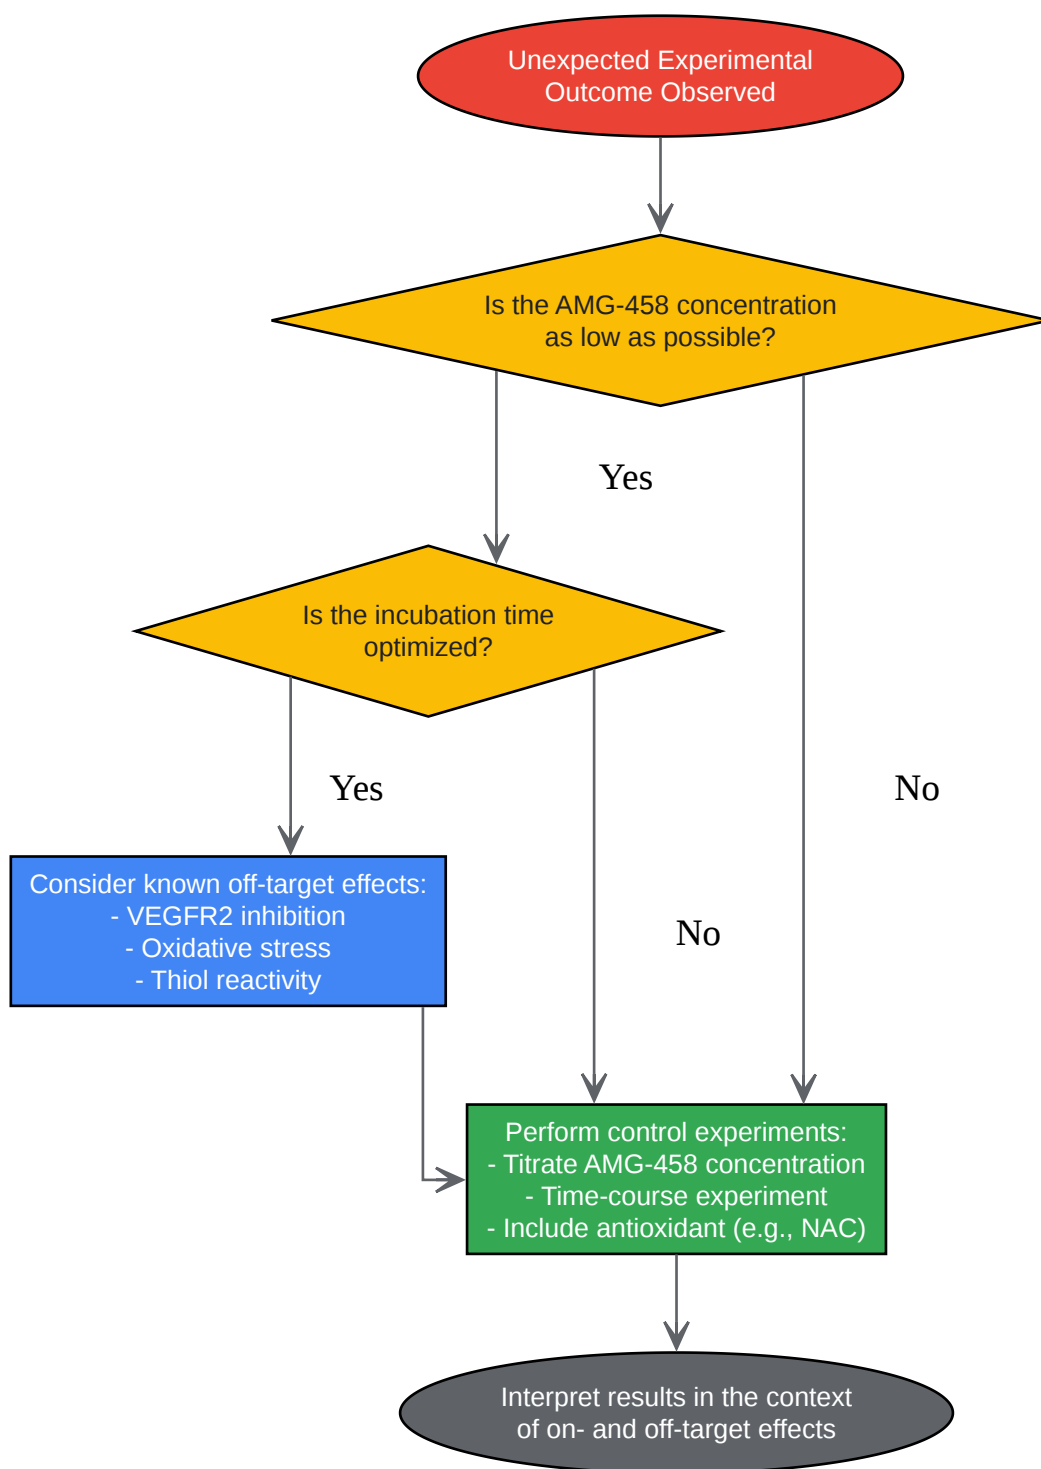 Unexpected Experimental
Outcome Observed
Is the AMG-458 concentration
as low as possible?
Yes
Is the incubation time
optimized?
Yes
No
Consider known off-target effects:
- VEGFR2 inhibition
- Oxidative stress
- Thiol reactivity
No
Perform control experiments:
- Titrate AMG-458 concentration
- Time-course experiment
- Include antioxidant (e.g., NAC)
Interpret results in the context
of on- and off-target effects